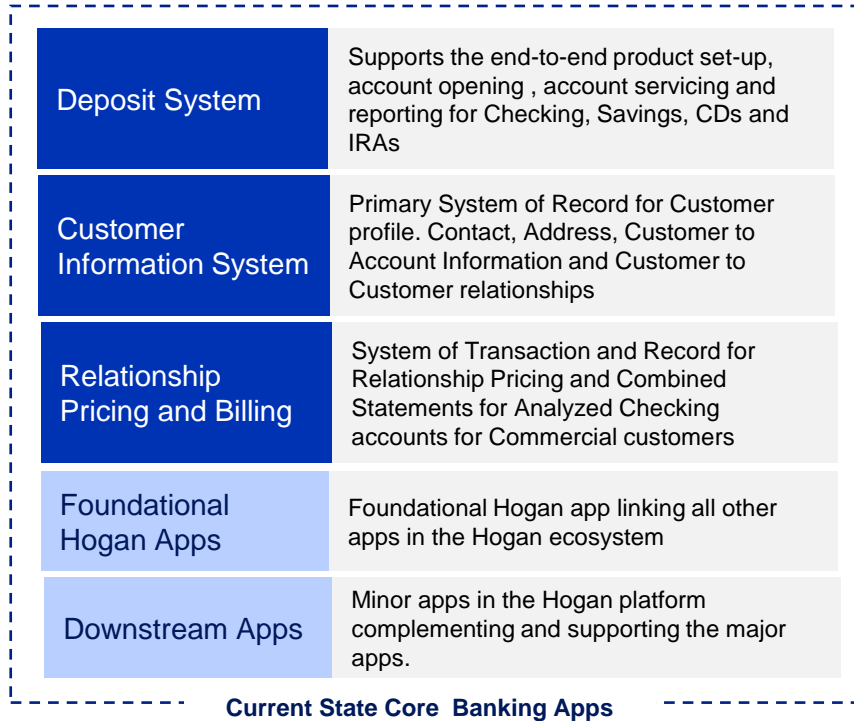 Deposit System
Supports the end-to-end product set-up,
account opening , account servicing and
reporting for Checking, Savings, CDs and
IRAs
Customer
Information System
Primary System of Record for Customer
profile. Contact, Address, Customer to
Account Information and Customer to
Customer relationships
Relationship
Pricing and Billing
System of Transaction and Record for
Relationship Pricing and Combined
Statements for Analyzed Checking
accounts for Commercial customers
Foundational
Hogan Apps
Foundational Hogan app linking all other
apps in the Hogan ecosystem
Downstream Apps
Minor apps in the Hogan platform
complementing and supporting the major
apps.
Current State Core Banking Apps